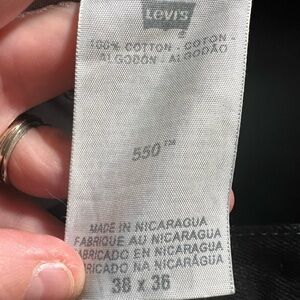 Levi's
100% COTTON - COTON -
ALGODÓN - ALGODÃO
550™
MADE IN NICARAGUA
FABRIQUE AU NICARAGUA
FABRICADO EN NICARAGUA
FABRICADO NA NICARÁGUA
38 x 36